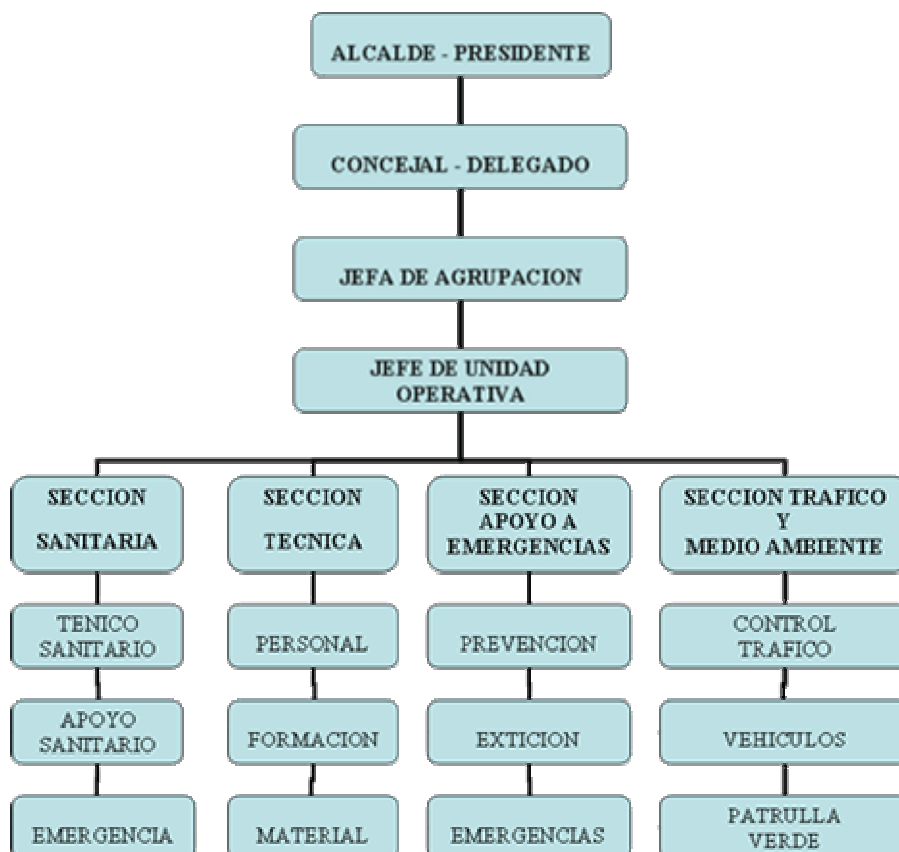 ALCALDE - PRESIDENTE
CONCEJAL - DELEGADO
JEFA DE AGRUPACION
JEFE DE UNIDAD
OPERATIVA
SECCION
SANITARIA
SECCION
TECNICA
SECCION
APOYO A
EMERGENCIAS
SECCION TRAFICO
Y
MEDIO AMBIENTE
TENICO
SANITARIO
PERSONAL
PREVENCION
CONTROL
TRAFICO
APOYO
SANITARIO
FORMACION
EXTICION
VEHICULOS
EMERGENCIA
MATERIAL
EMERGENCIAS
PATRULLA
VERDE